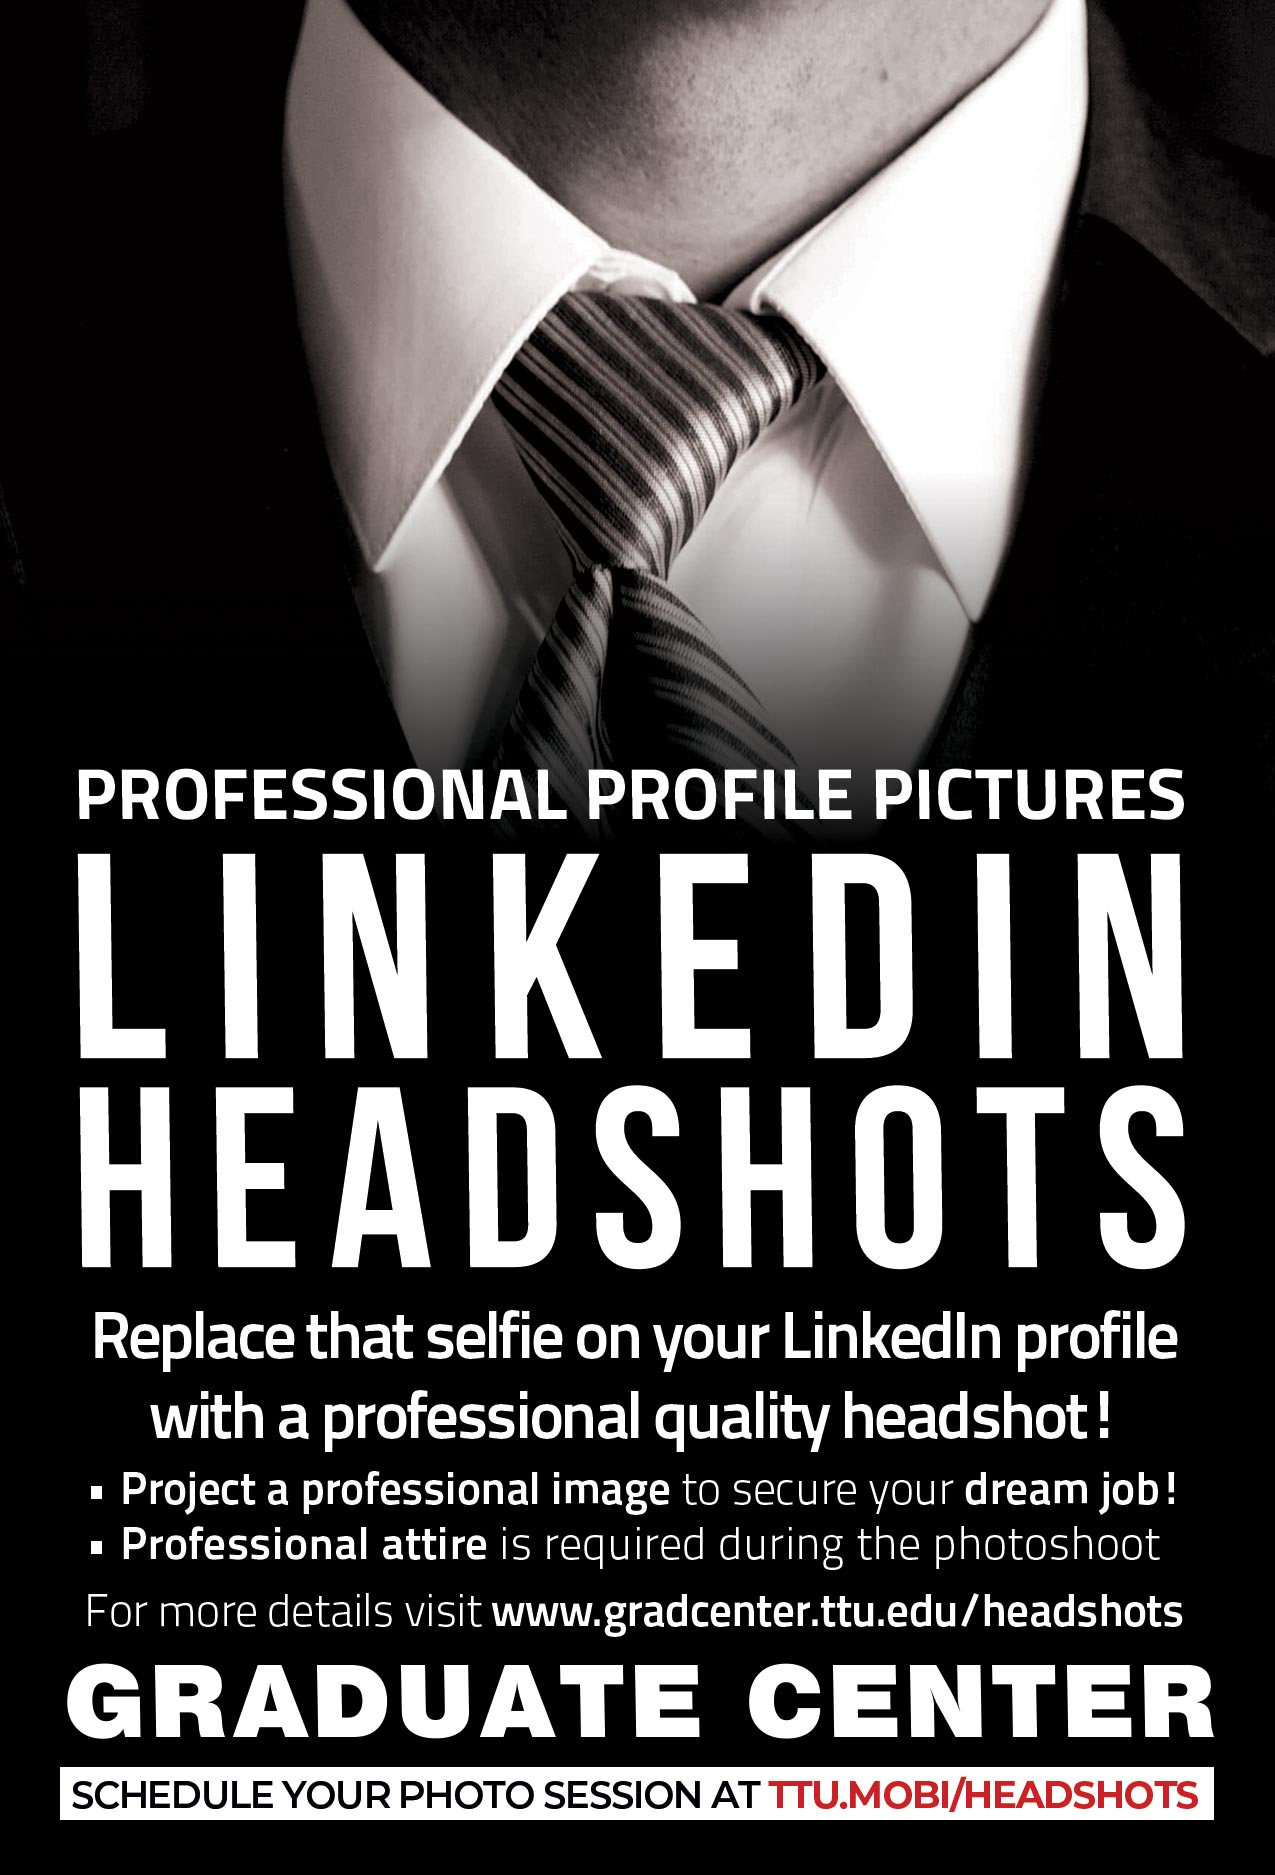 PROFESSIONAL PROFILE PICTURES
LINKEDIN
HEADSHOTS
Replace that selfie on your LinkedIn profile
with a professional quality headshot!
▪ Project a professional image to secure your dream job!
▪ Professional attire is required during the photoshoot
For more details visit www.gradcenter.ttu.edu/headshots
GRADUATE CENTER
SCHEDULE YOUR PHOTO SESSION AT TTU.MOBI/HEADSHOTS